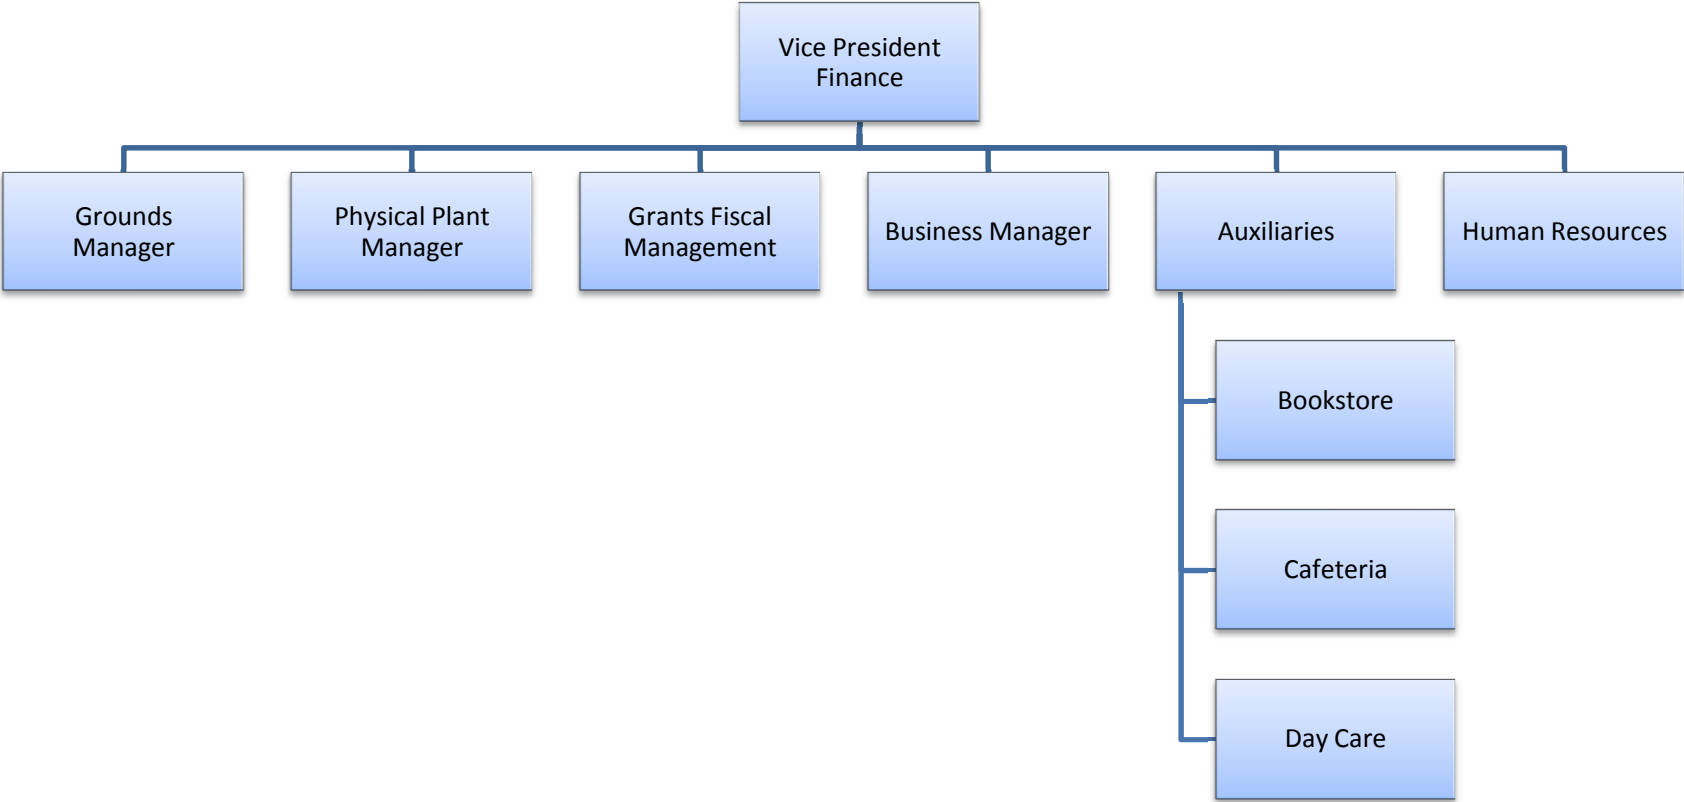 Vice President
Finance
Grounds
Manager
Physical Plant
Manager
Grants Fiscal
Management
Business Manager
Auxiliaries
Human Resources
Bookstore
Cafeteria
Day Care